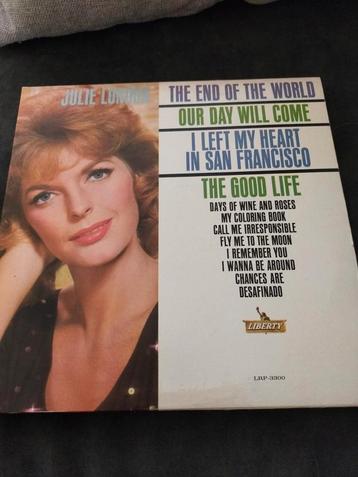 JULIE LONDON
THE END OF THE WORLD
OUR DAY WILL COME
I LEFT MY HEART
IN SAN FRANCISCO
THE GOOD LIFE
DAYS OF WINE AND ROSES
MY COLORING BOOK
CALL ME IRRESPONSIBLE
FLY ME TO THE MOON
I REMEMBER YOU
I WANNA BE AROUND
CHANCES ARE
DESAFINADO
LIBERTY
LRP-3300